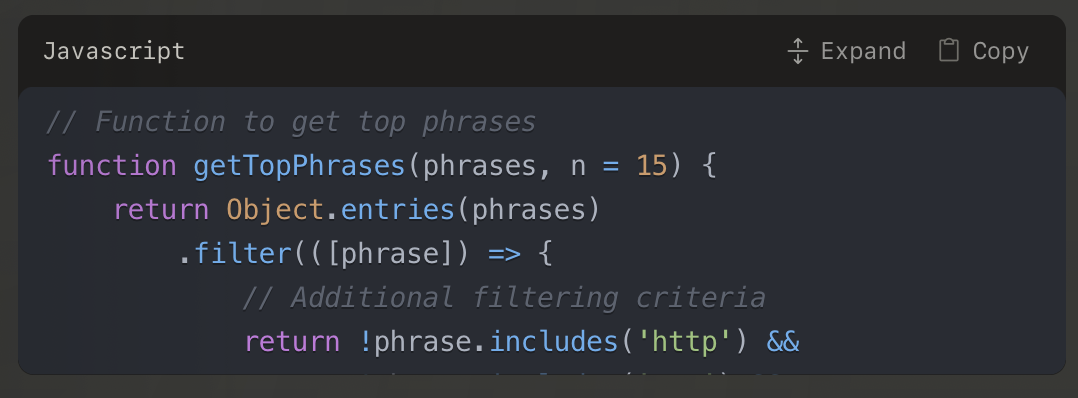 Javascript
Expand
Copy
// Function to get top phrases
function getTopPhrases(phrases, n = 15) {
    return Object.entries(phrases)
        .filter(([phrase]) => {
            // Additional filtering criteria
            return !phrase.includes('http') &&